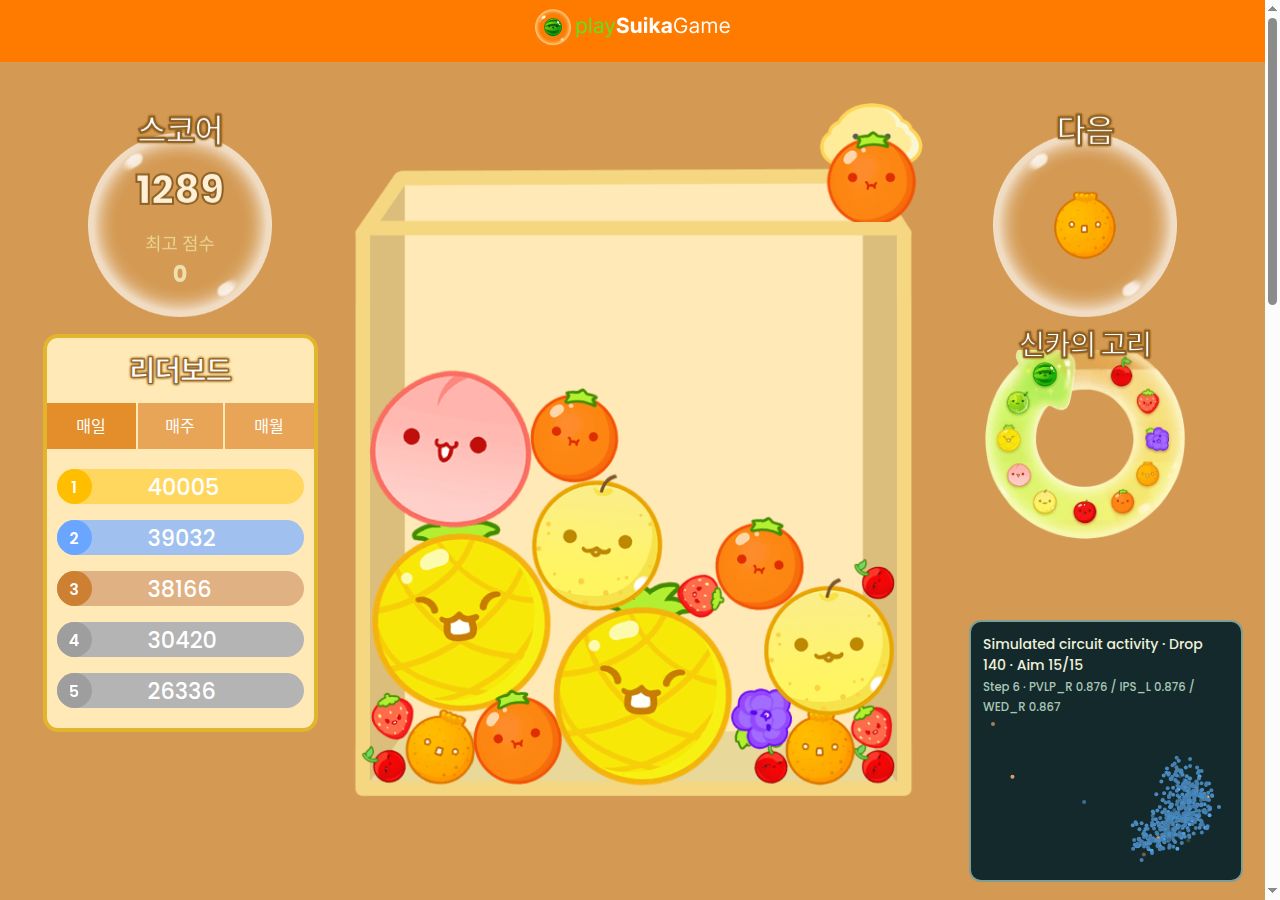 playSuikaGame
스코어
1289
최고 점수
0
리더보드
매일 매주 매월
1 40005
2 39032
3 38166
4 30420
5 26336
다음
신카의 고리
Simulated circuit activity · Drop
140 · Aim 15/15
Step 6 · PVLP_R 0.876 / IPS_L 0.876 /
WED_R 0.867